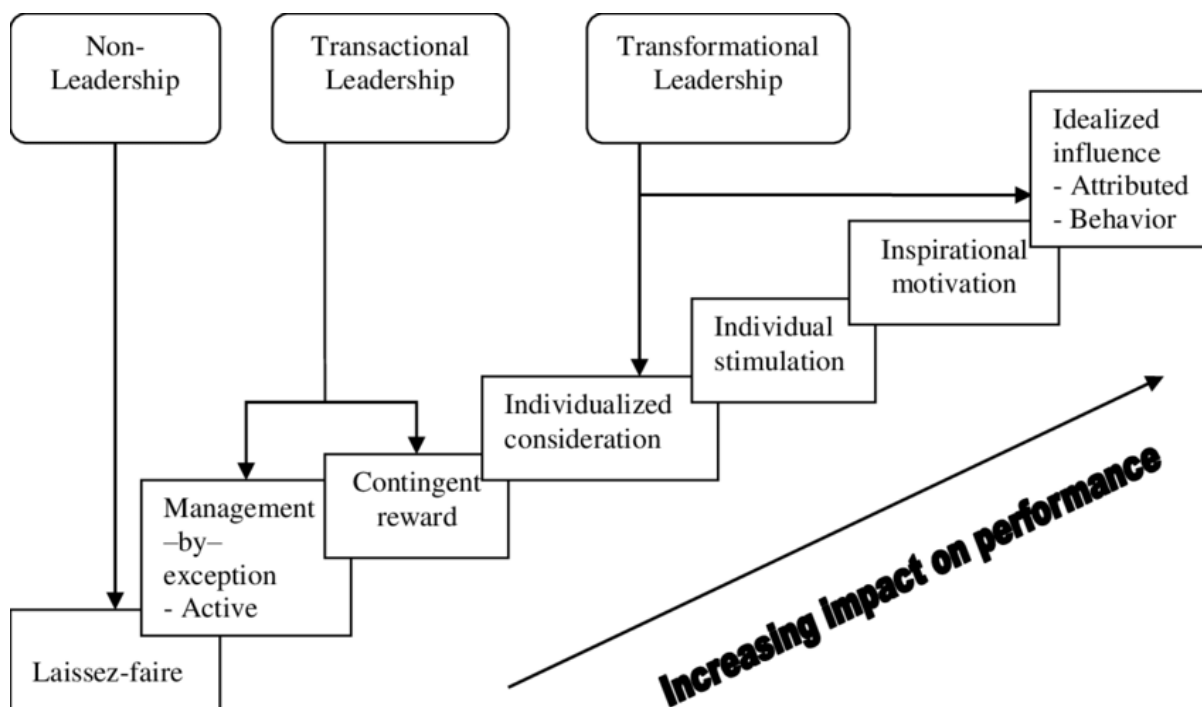 Non-
Leadership
Transactional
Leadership
Transformational
Leadership
Idealized
influence
- Attributed
- Behavior
Inspirational
motivation
Individual
stimulation
Individualized
consideration
Contingent
reward
Management
–by–
exception
- Active
Laissez-faire
Increasing impact on performance